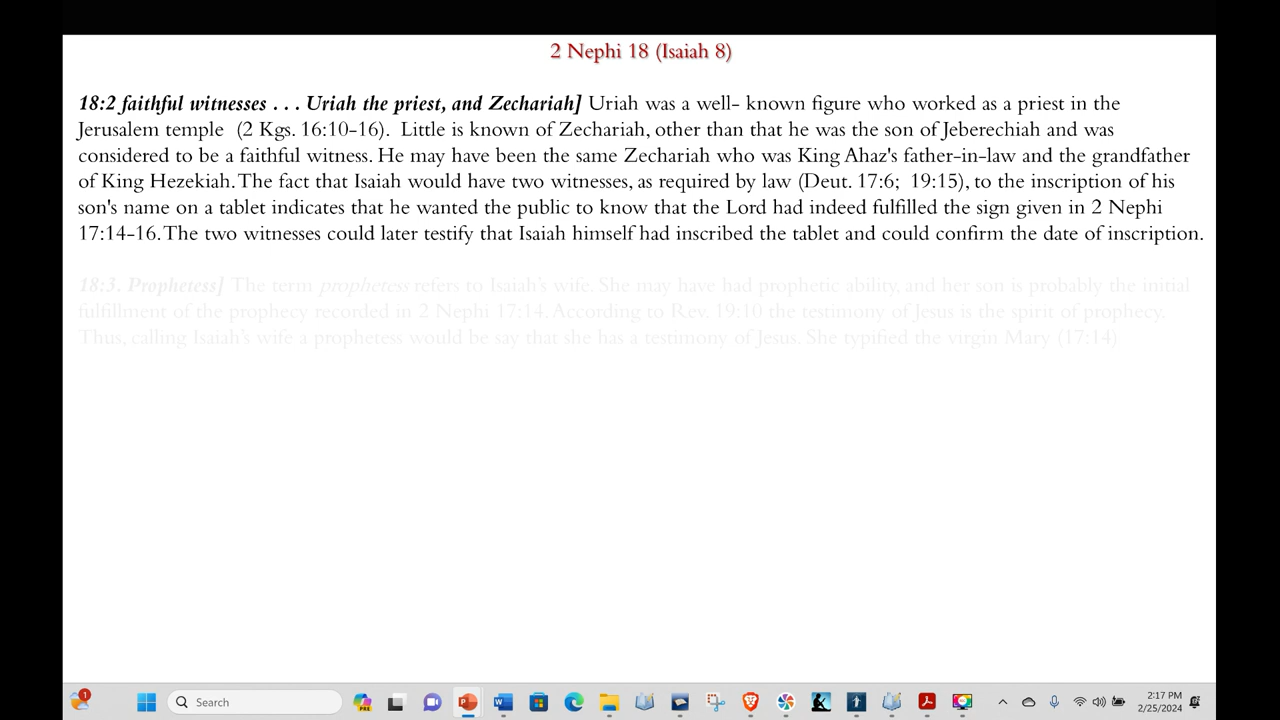 2 Nephi 18 (Isaiah 8)
18:2 faithful witnesses . . . Uriah the priest, and Zechariah] Uriah was a well- known figure who worked as a priest in the
Jerusalem temple (2 Kgs. 16:10-16). Little is known of Zechariah, other than that he was the son of Jeberechiah and was
considered to be a faithful witness. He may have been the same Zechariah who was King Ahaz's father-in-law and the grandfather
of King Hezekiah. The fact that Isaiah would have two witnesses, as required by law (Deut. 17:6; 19:15), to the inscription of his
son's name on a tablet indicates that he wanted the public to know that the Lord had indeed fulfilled the sign given in 2 Nephi
17:14-16. The two witnesses could later testify that Isaiah himself had inscribed the tablet and could confirm the date of inscription.
18:3. Prophetess] The term prophetess refers to Isaiah's wife. She may have had prophetic ability, and her son is probably the initial
fulfillment of the prophecy recorded in 2 Nephi 17:14. According to Rev. 19:10 the testimony of Jesus is the spirit of prophecy.
Thus, calling Isaiah's wife a prophetess would be say that she has a testimony of Jesus. She typified the virgin Mary (17:14)
1
Search
PRE
2:17 PM
2/25/2024